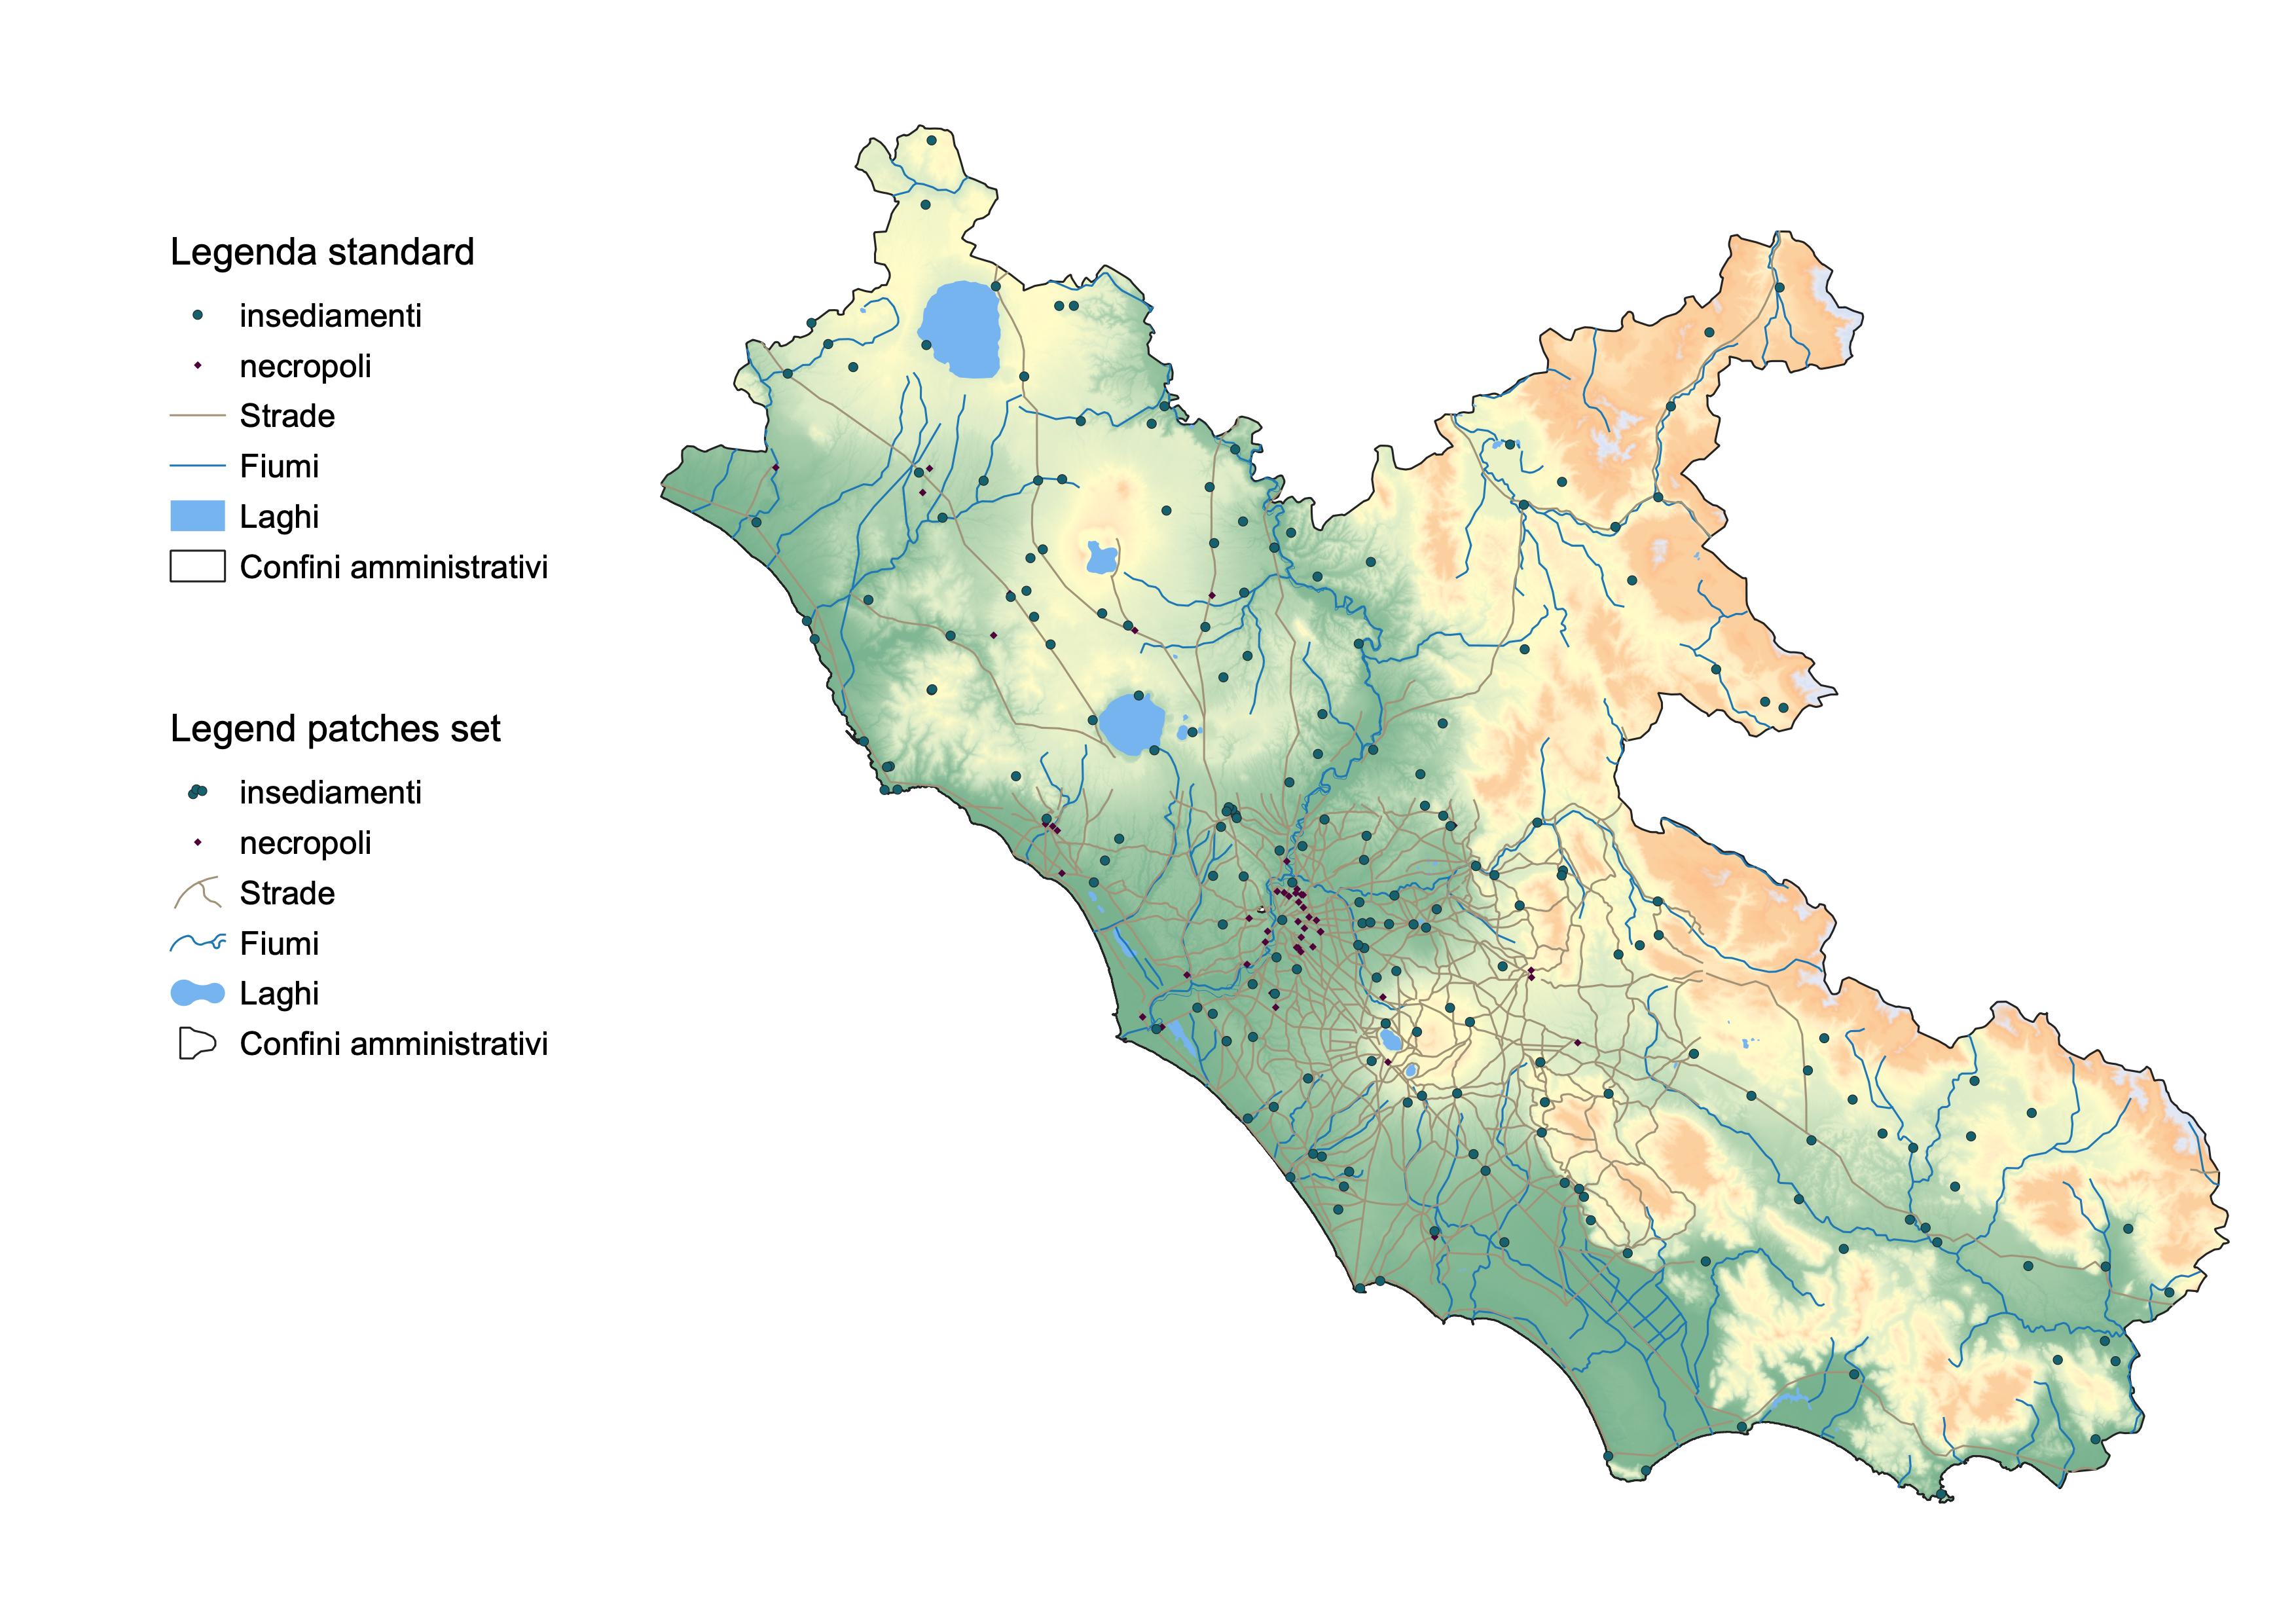 Legenda standard
insediamenti
necropoli
Strade
Fiumi
Laghi
Confini amministrativi
Legend patches set
insediamenti
necropoli
Strade
Fiumi
Laghi
Confini amministrativi